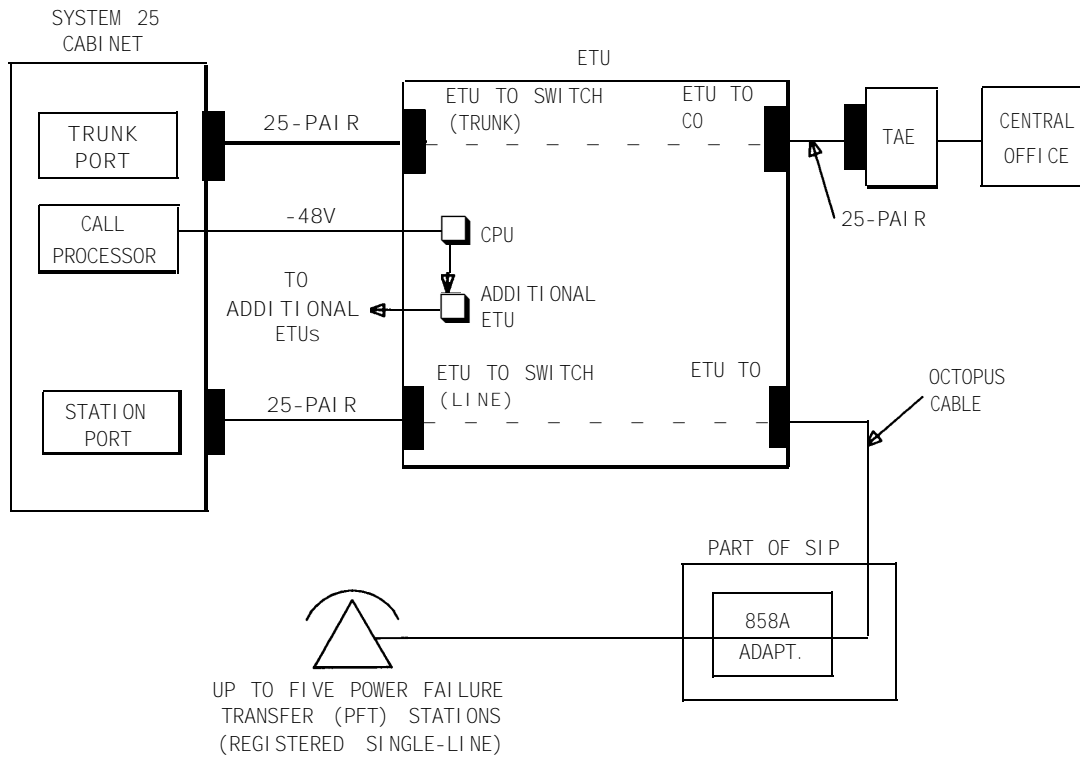 SYSTEM 25
CABINET
ETU
TRUNK
PORT
25-PAIR
ETU TO SWITCH
(TRUNK)
ETU TO
CO
TAE
CENTRAL
OFFICE
25-PAIR
CALL
PROCESSOR
-48V
CPU
TO
ADDITIONAL
ETUs
ADDITIONAL
ETU
STATION
PORT
25-PAIR
ETU TO SWITCH
(LINE)
ETU TO
OCTOPUS
CABLE
PART OF SIP
858A
ADAPT.
UP TO FIVE POWER FAILURE
TRANSFER (PFT) STATIONS
(REGISTERED SINGLE-LINE)